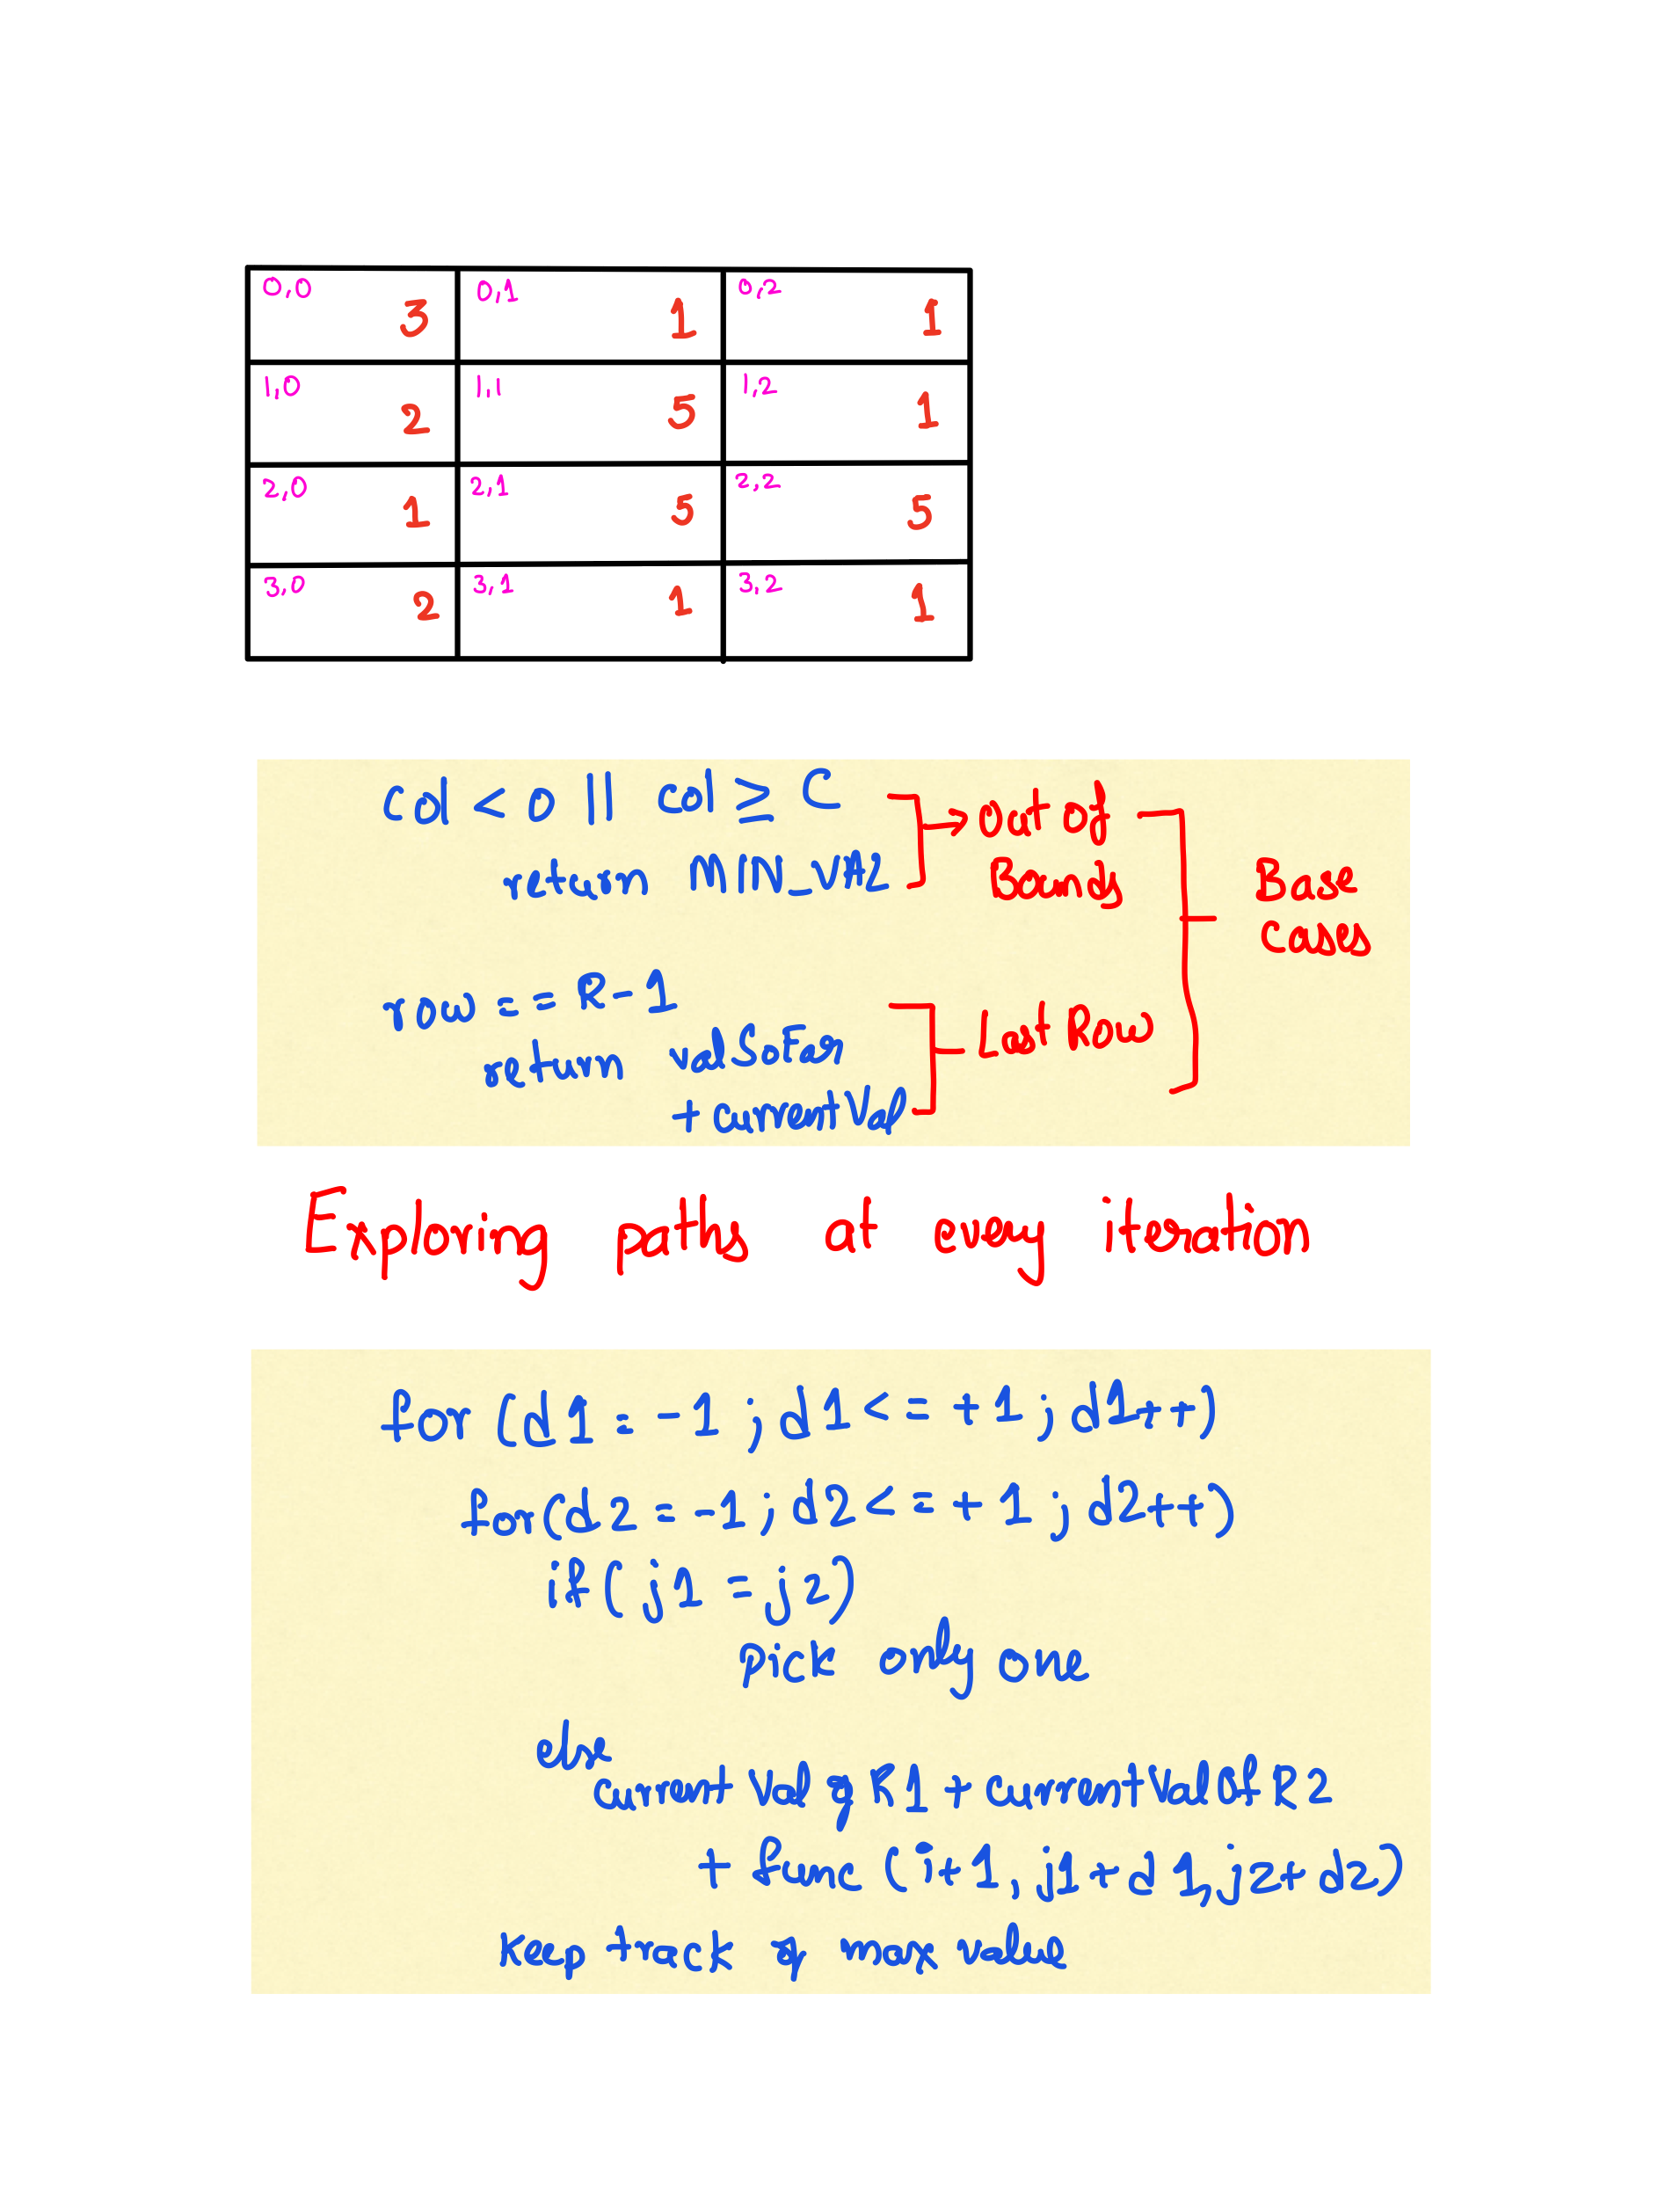 0,0 3 0,1 1 0,2 1
1,0 2 1,1 5 1,2 1
2,0 1 2,1 5 2,2 5
3,0 2 3,1 1 3,2 1
col < 0 || col ≥ C → Out of
return MIN_VAL Bounds Base
cases
row == R-1
return valSoFar Last Row
+ currentVal
Exploring paths at every iteration
for (d1 = -1 ; d1 <= +1 ; d1++)
for(d2 = -1 ; d2 <= +1 ; d2++)
if ( j1 = j2)
pick only one
else
current Val of R1 + currentValOf R2
+ func (i+1, j1+d1, j2+d2)
keep track of max value